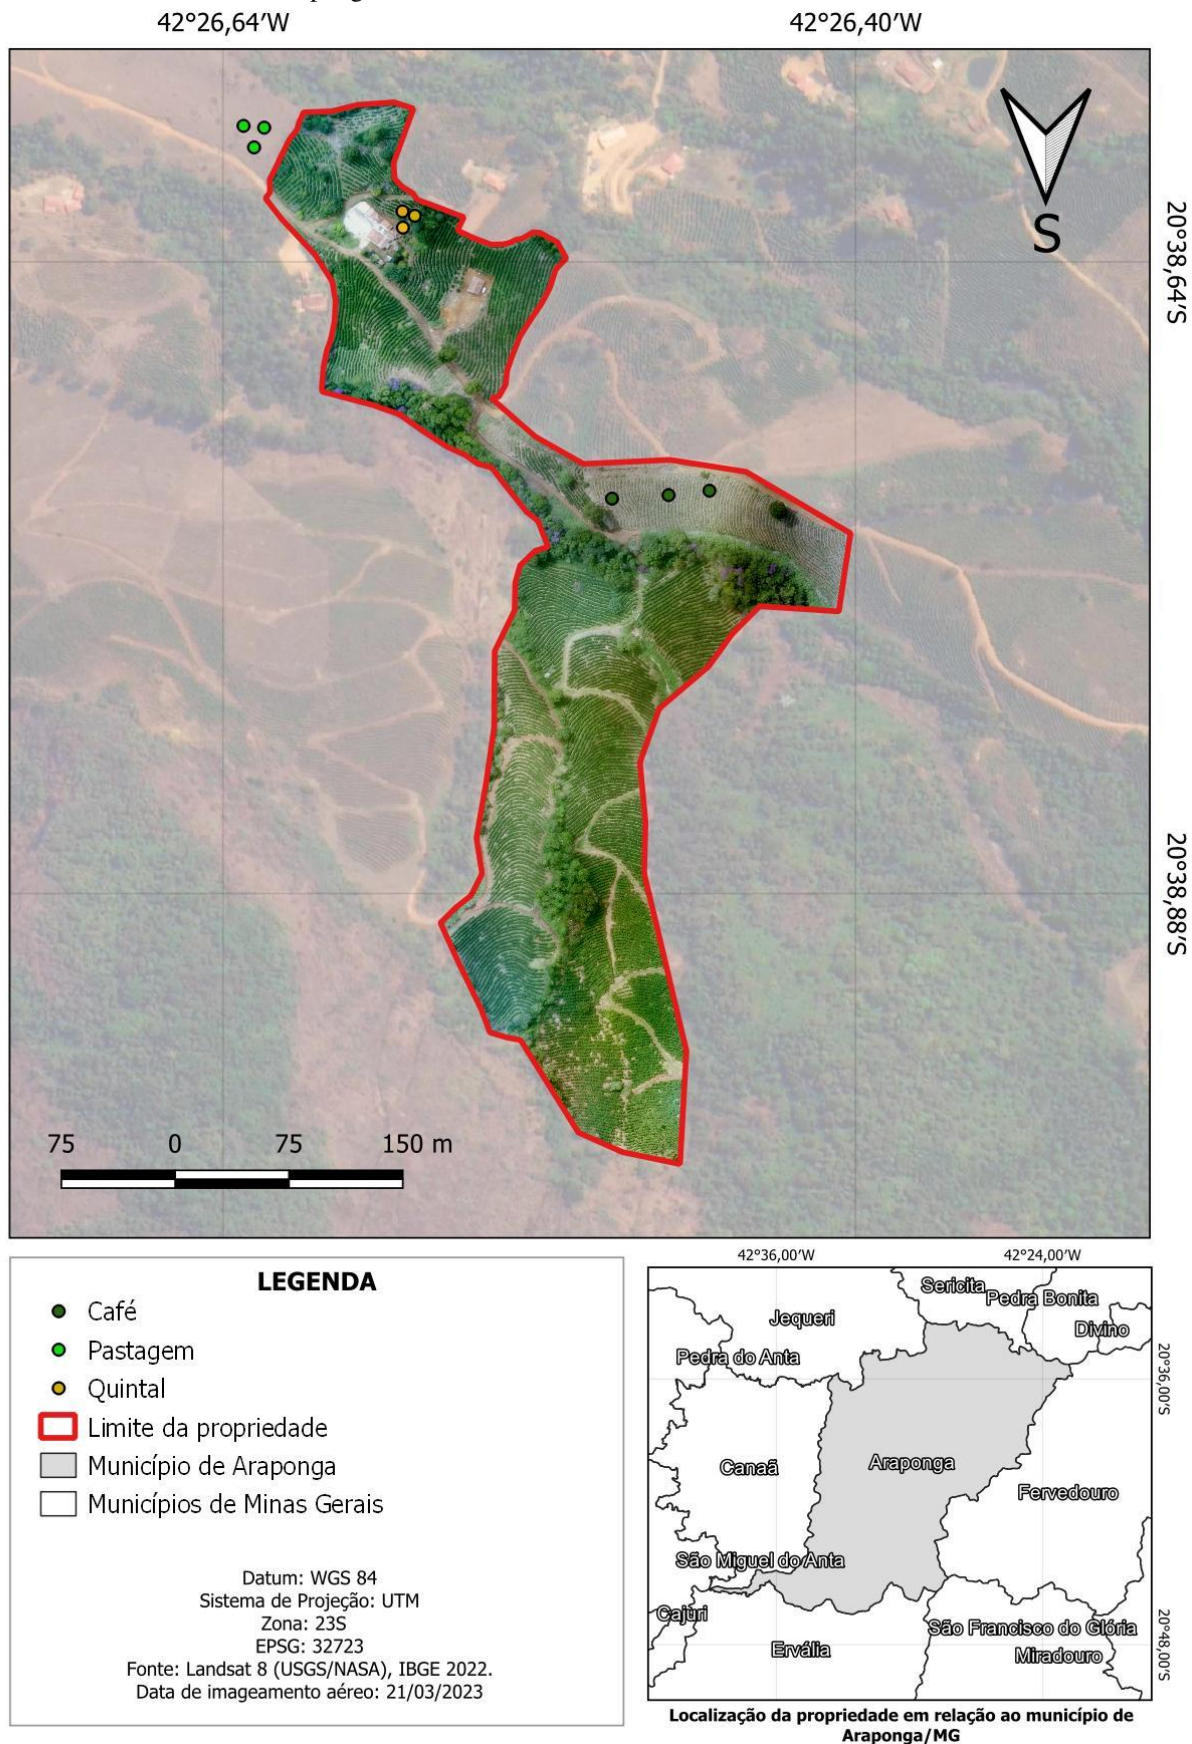 42°26,64'W
42°26,40'W
S
20°38,64'S
20°38,88'S
75 0 75 150 m
LEGENDA
Café
Pastagem
Quintal
Limite da propriedade
Município de Araponga
Municípios de Minas Gerais
Datum: WGS 84
Sistema de Projeção: UTM
Zona: 23S
EPSG: 32723
Fonte: Landsat 8 (USGS/NASA), IBGE 2022.
Data de imageamento aéreo: 21/03/2023
42°36,00'W
42°24,00'W
Sericita
Pedra Bonita
Jequeri
Divino
Pedra do Anta
20°36,00'S
Canaã
Araponga
Fervedouro
São Miguel do Anta
Cajuri
São Francisco do Glória
Ervália
Miradouro
20°48,00'S
Localização da propriedade em relação ao município de
Araponga/MG